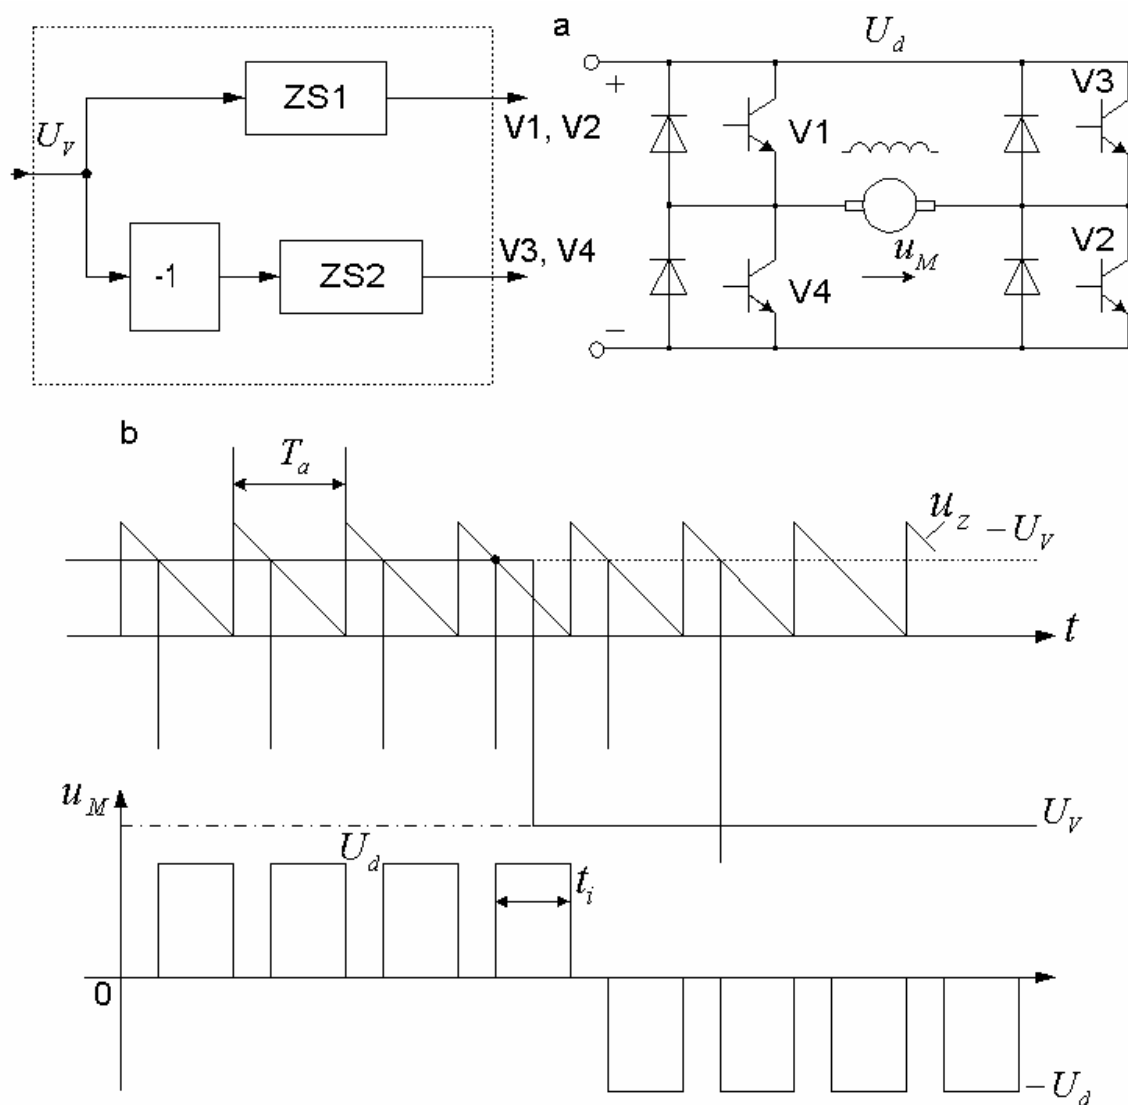 a
U_d
ZS1
V1, V2
U_V
-1
ZS2
V3, V4
+
V1
V3
u_M
V4
V2
−
b
T_a
u_z
−U_V
t
u_M
U_V
U_d
t_i
0
−U_d